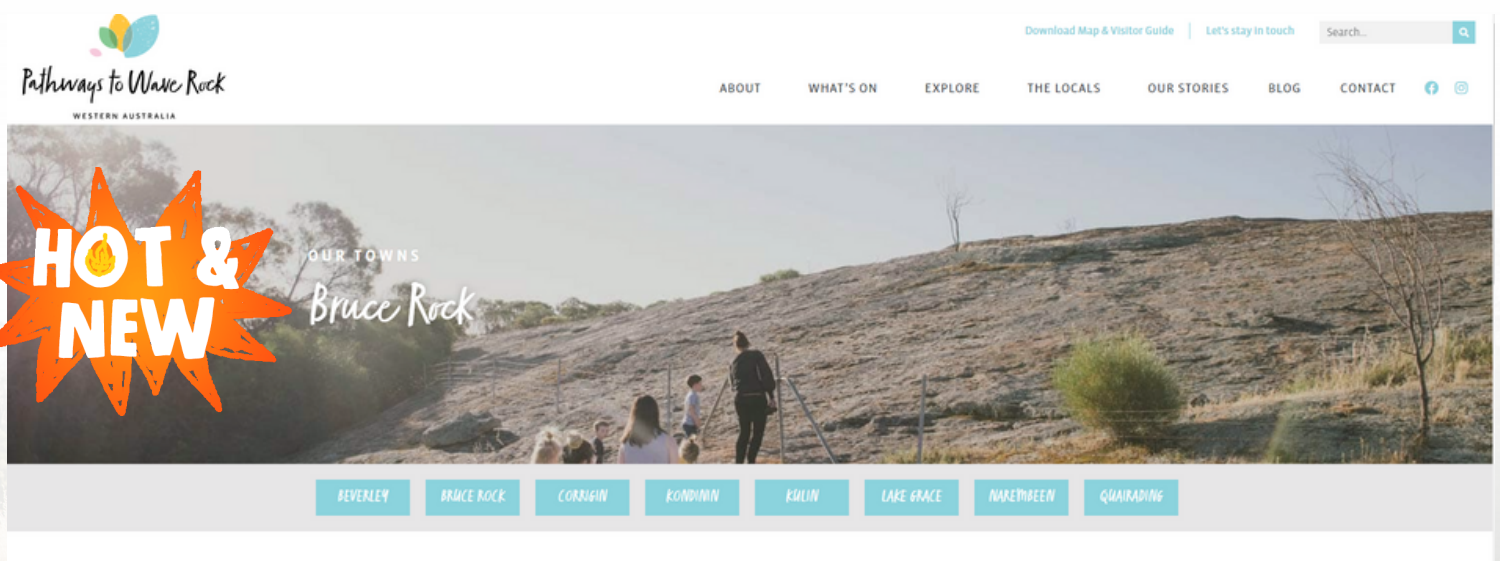 Download Map & Visitor Guide
Let's stay in touch
Search...
Pathways to Wave Rock
WESTERN AUSTRALIA
ABOUT
WHAT'S ON
EXPLORE
THE LOCALS
OUR STORIES
BLOG
CONTACT
HOT &
NEW
OUR TOWNS
Bruce Rock
BEVERLEY
BRUCE ROCK
CORRIGIN
KONDININ
KULIN
LAKE GRACE
NAREMBEEN
QUAIRADING